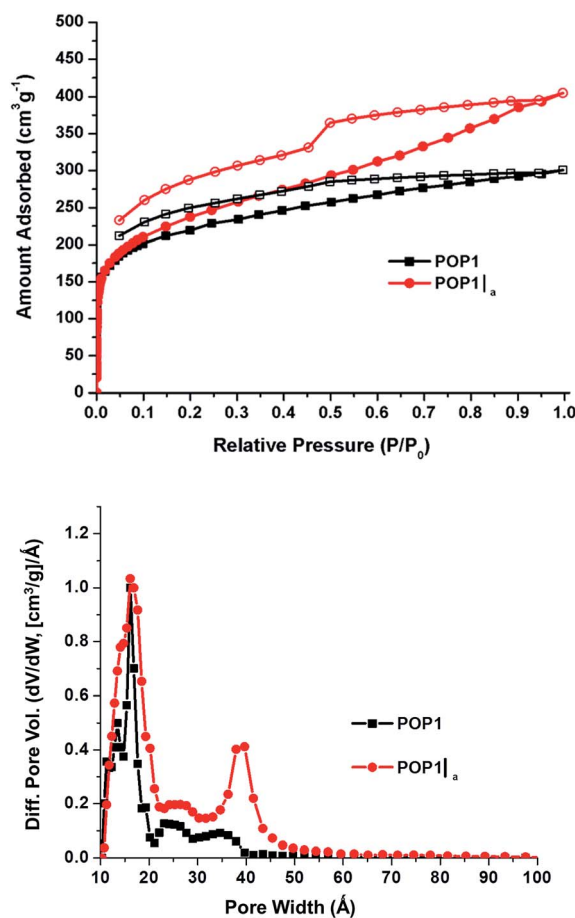 500
450
400
350
300
250
200
150
100
50
0
Amount Adsorbed (cm³g⁻¹)
POP1
POP1|ₐ
0.0 0.1 0.2 0.3 0.4 0.5 0.6 0.7 0.8 0.9 1.0
Relative Pressure (P/P₀)
Diff. Pore Vol. (dV/dW, [cm³/g]/Ǻ)
1.2
1.0
0.8
0.6
0.4
0.2
0.0
POP1
POP1|ₐ
10 20 30 40 50 60 70 80 90 100
Pore Width (Ǻ)